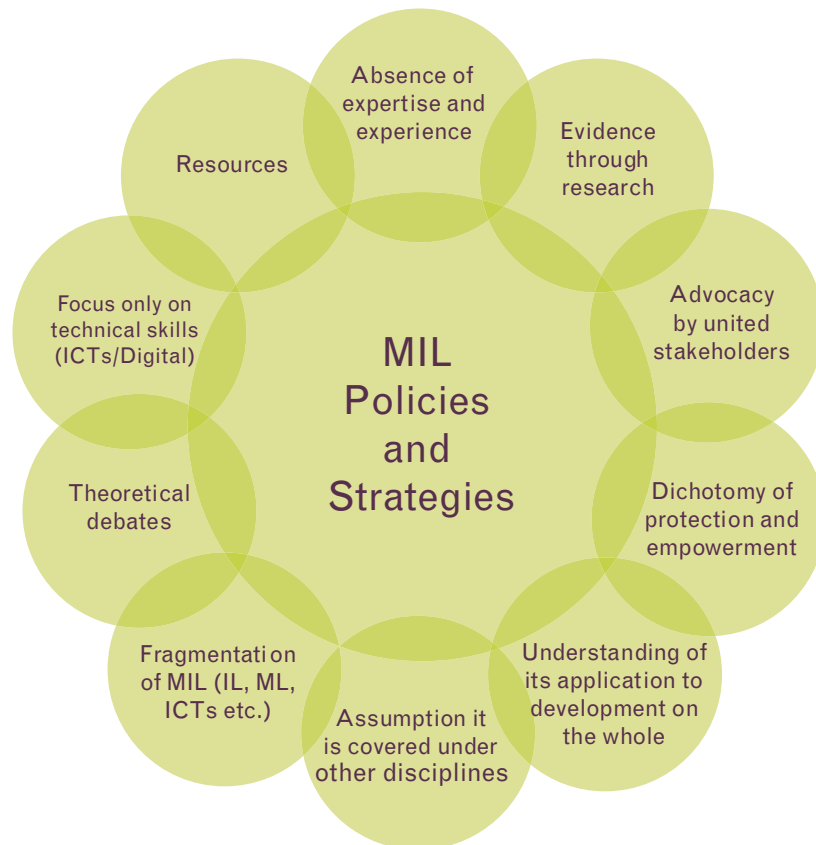 Absence of
expertise and
experience
Evidence
through
research
Advocacy
by united
stakeholders
Dichotomy of
protection and
empowerment
Understanding of
its application to
development on
the whole
Assumption it
is covered under
other disciplines
Fragmentation
of MIL (IL, ML,
ICTs etc.)
Theoretical
debates
Focus only on
technical skills
(ICTs/Digital)
Resources
MIL
Policies
and
Strategies